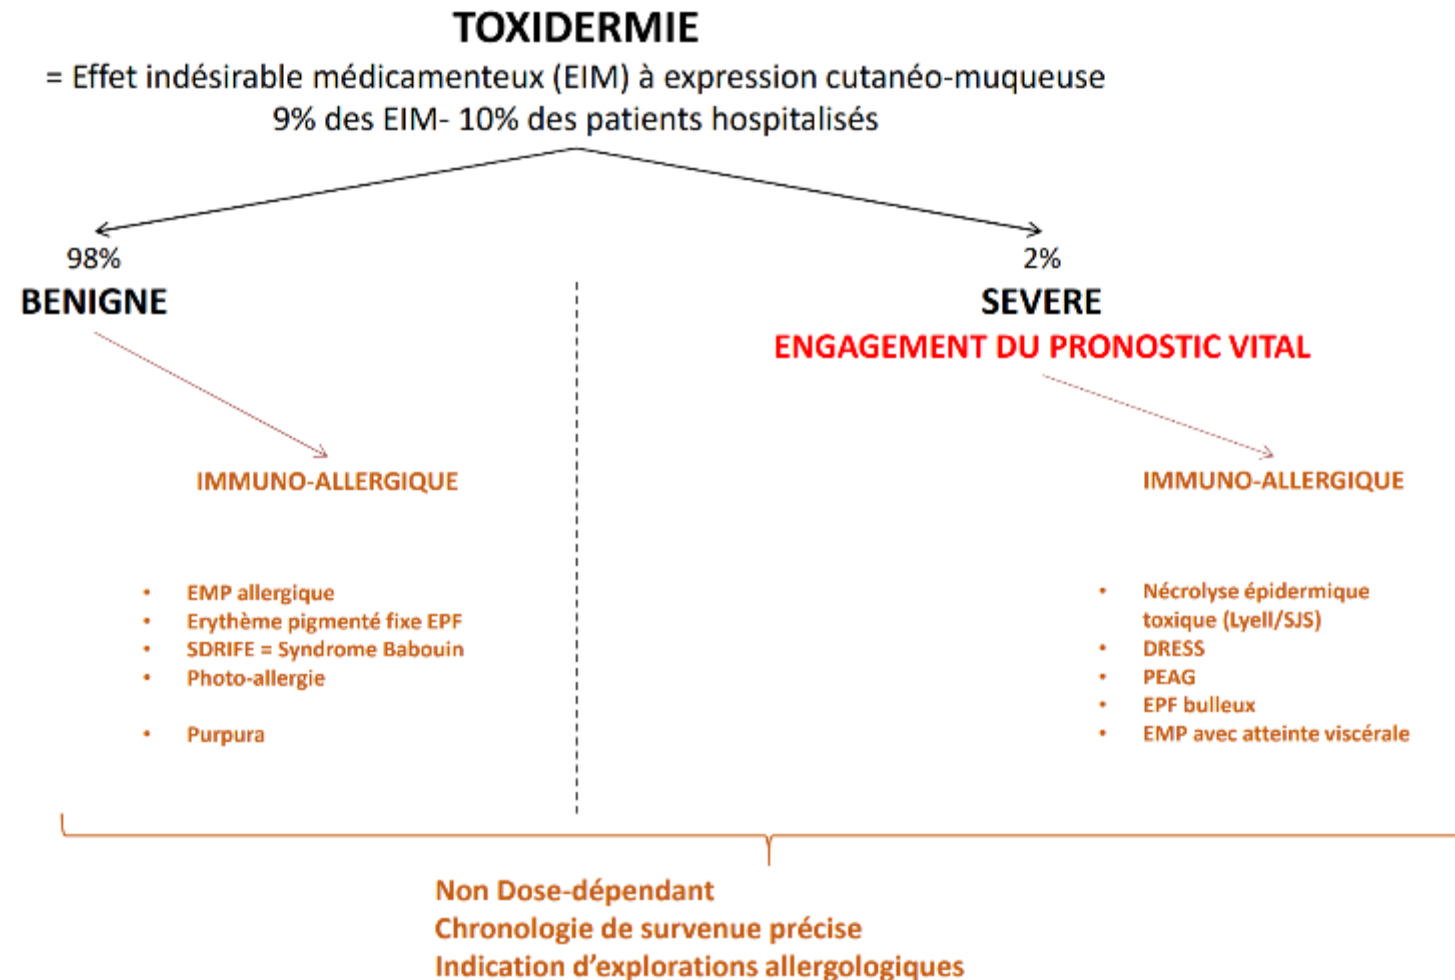 TOXIDERMIE
= Effet indésirable médicamenteux (EIM) à expression cutanéo-muqueuse
9% des EIM- 10% des patients hospitalisés
98%
BENIGNE
2%
SEVERE
ENGAGEMENT DU PRONOSTIC VITAL
IMMUNO-ALLERGIQUE
• EMP allergique
• Erythème pigmenté fixe EPF
• SDRIFE = Syndrome Babouin
• Photo-allergie
• Purpura
IMMUNO-ALLERGIQUE
• Nécrolyse épidermique
toxique (Lyell/SJS)
• DRESS
• PEAG
• EPF bulleux
• EMP avec atteinte viscérale
Non Dose-dépendant
Chronologie de survenue précise
Indication d'explorations allergologiques